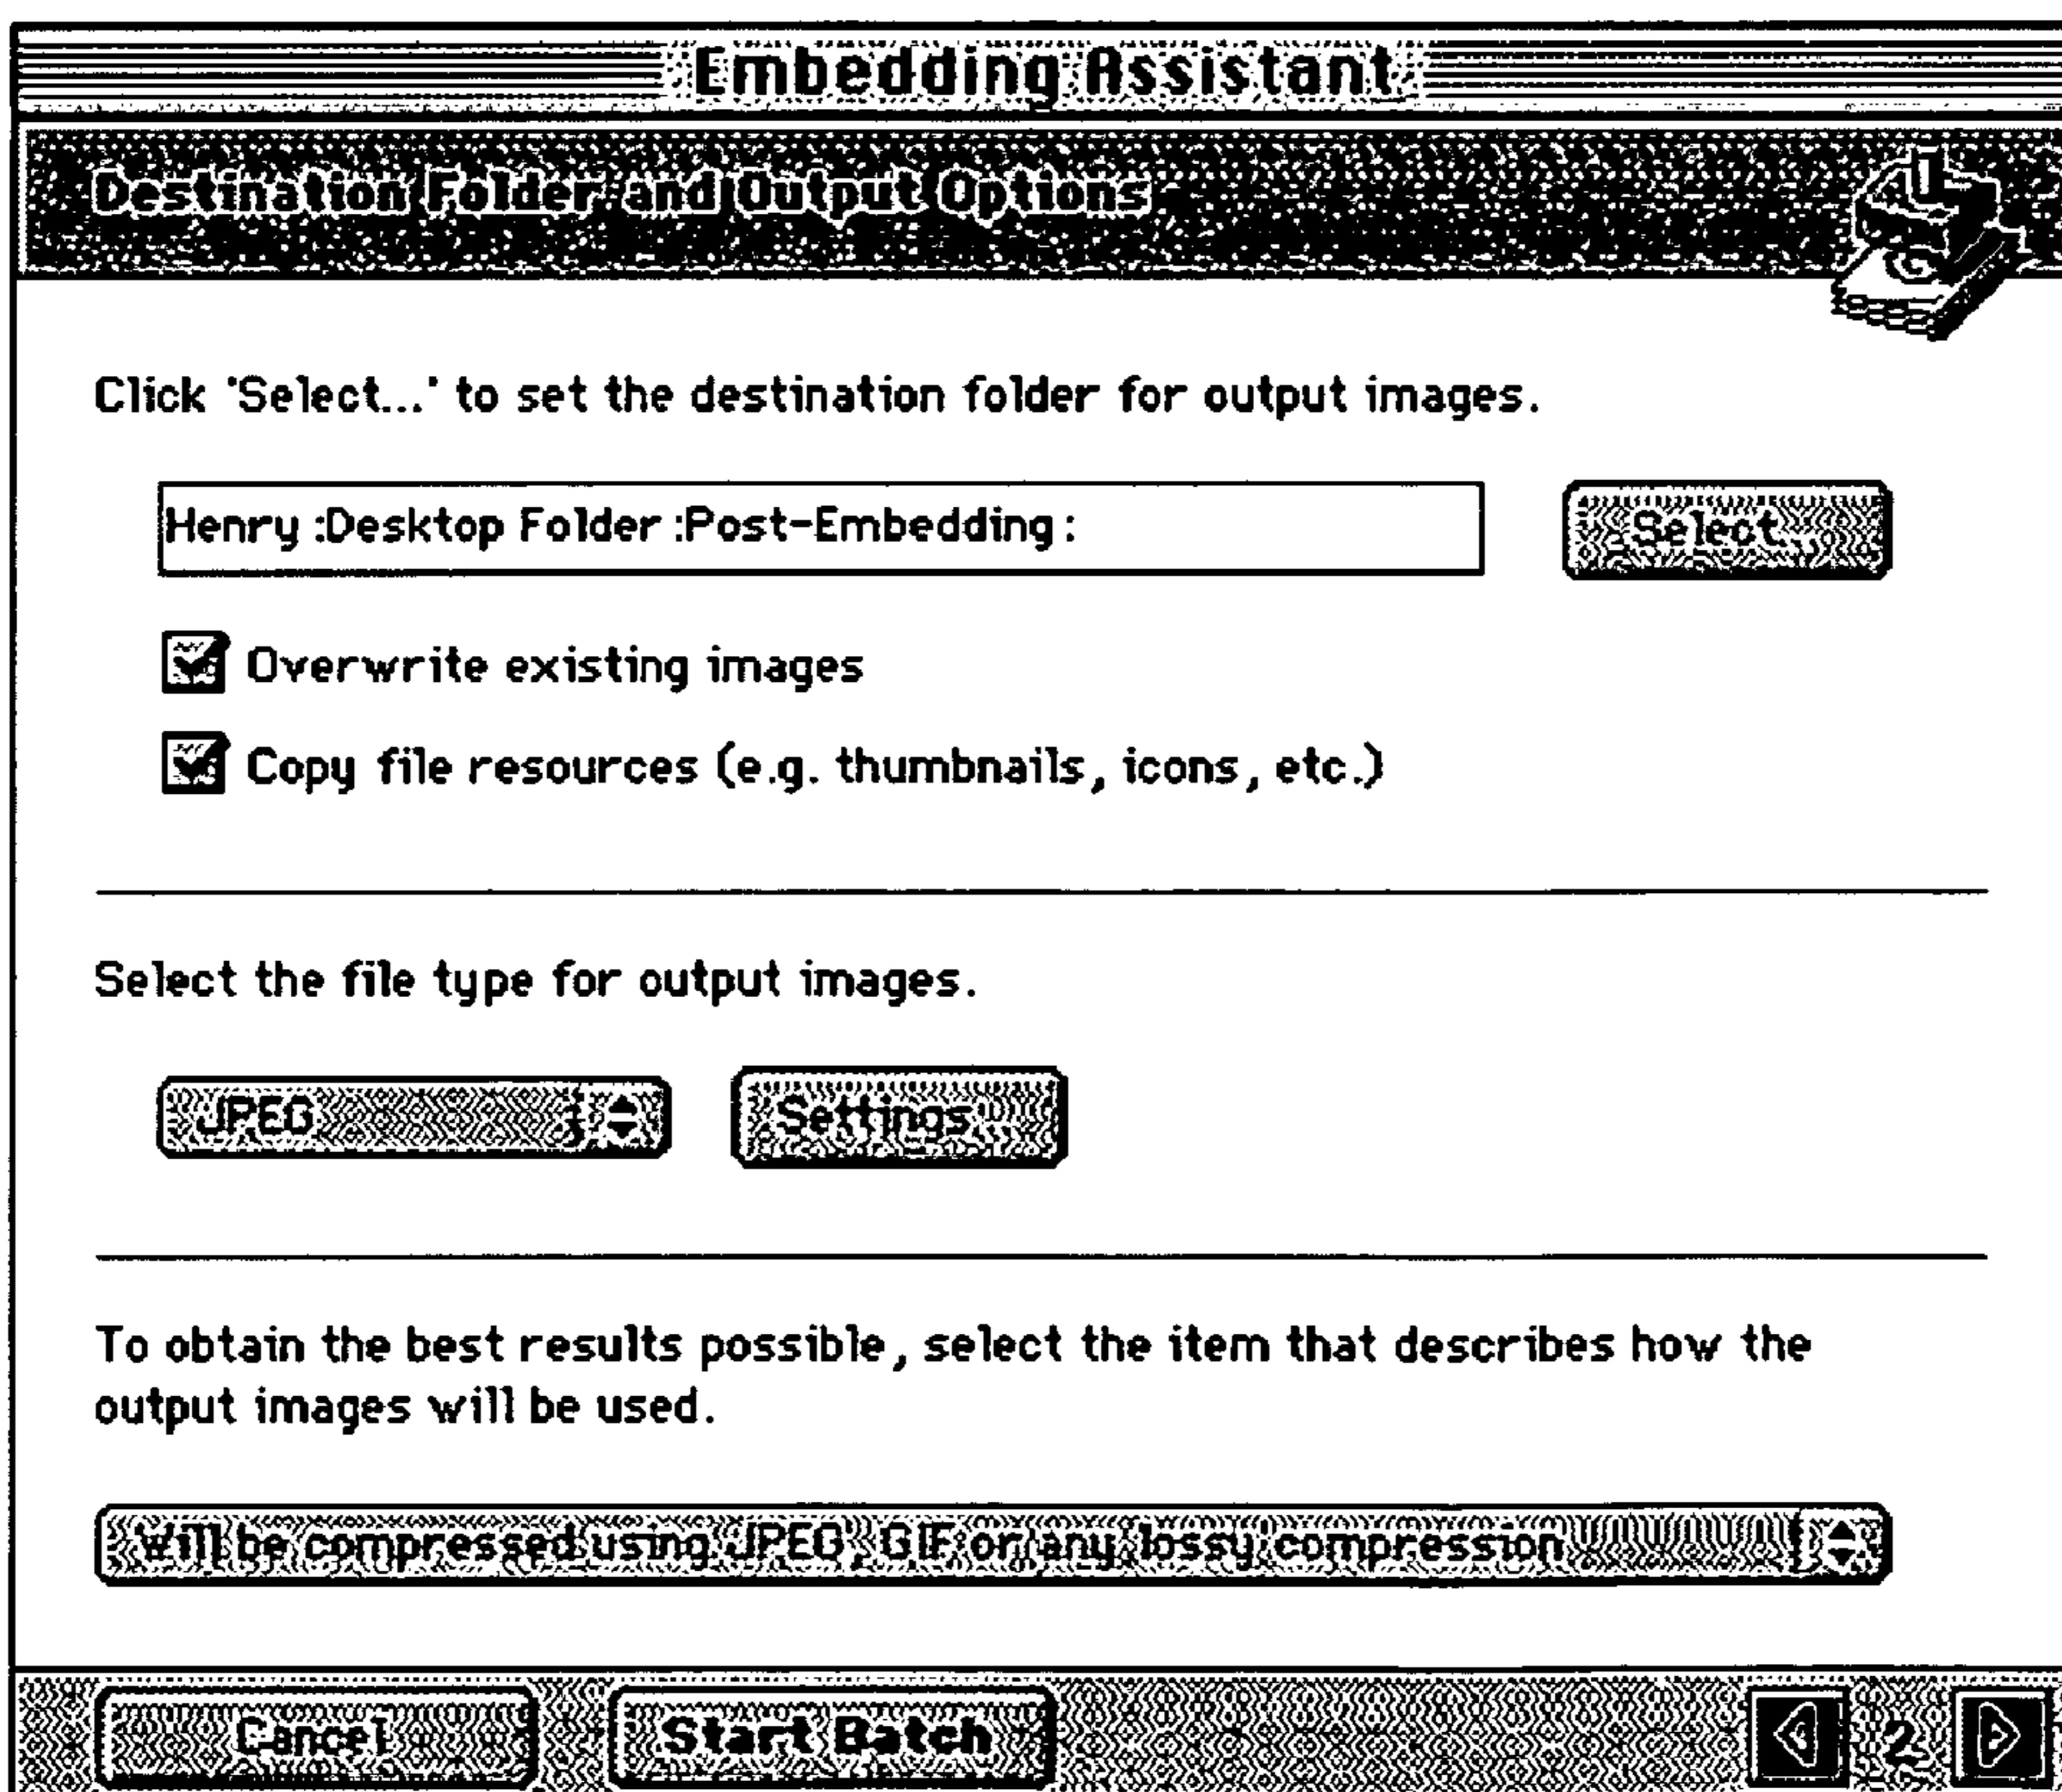 Embedding Assistant
Destination Folder and Output Options
Click 'Select...' to set the destination folder for output images.
Henry :Desktop Folder :Post-Embedding :
Select...
Overwrite existing images
Copy file resources (e.g. thumbnails, icons, etc.)
Select the file type for output images.
JPEG
Settings...
To obtain the best results possible, select the item that describes how the
output images will be used.
Will be compressed using JPEG, GIF or any lossy compression
Cancel
Start Batch
2